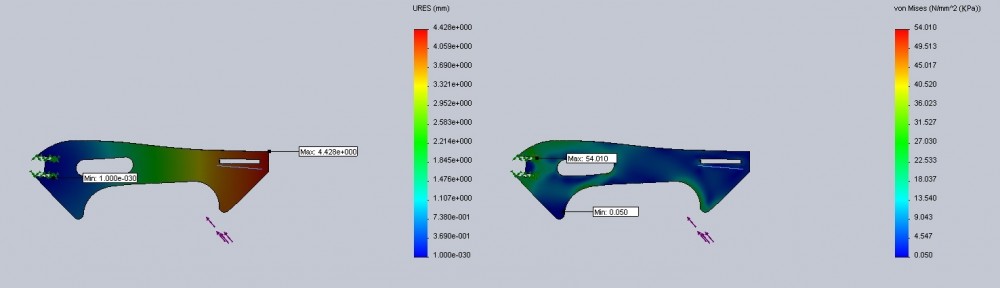 URES (mm)
4.428e+000
4.059e+000
3.690e+000
3.321e+000
2.952e+000
2.583e+000
2.214e+000
1.845e+000
1.476e+000
1.107e+000
7.380e-001
3.690e-001
1.000e-030
Max: 4.428e+000
Min: 1.000e-030
von Mises (N/mm^2 (KPa))
54.010
49.513
45.017
40.520
36.023
31.527
27.030
22.533
18.037
13.540
9.043
4.547
0.050
Max: 54.010
Min: 0.050